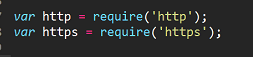 var http = require('http');
var https = require('https');